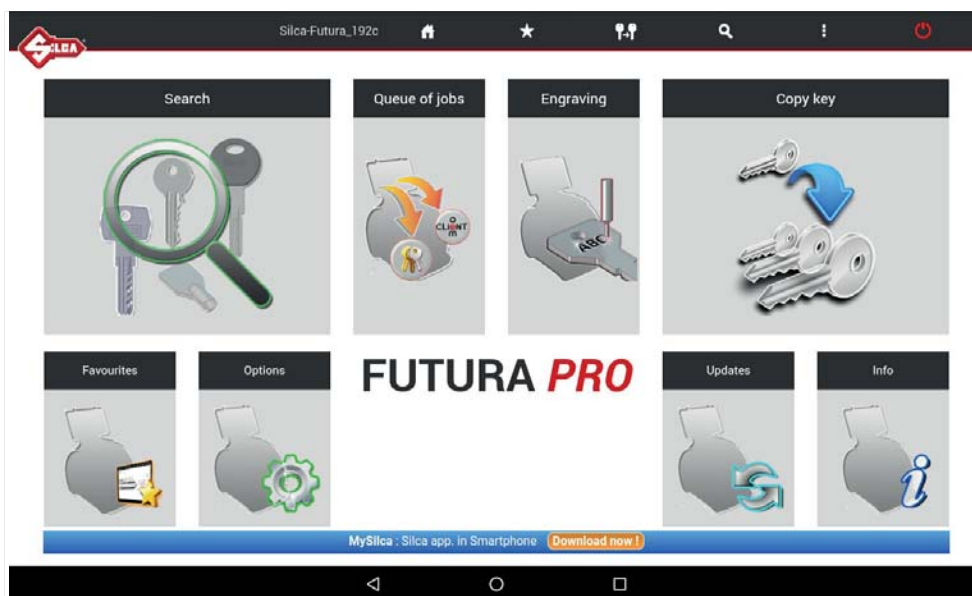 SILCA
Silca-Futura_192c
Search
Queue of jobs
Engraving
Copy key
CLIENT
OM
ABC
Favourites
Options
FUTURA PRO
Updates
Info
MySilca : Silca app. in Smartphone Download now !